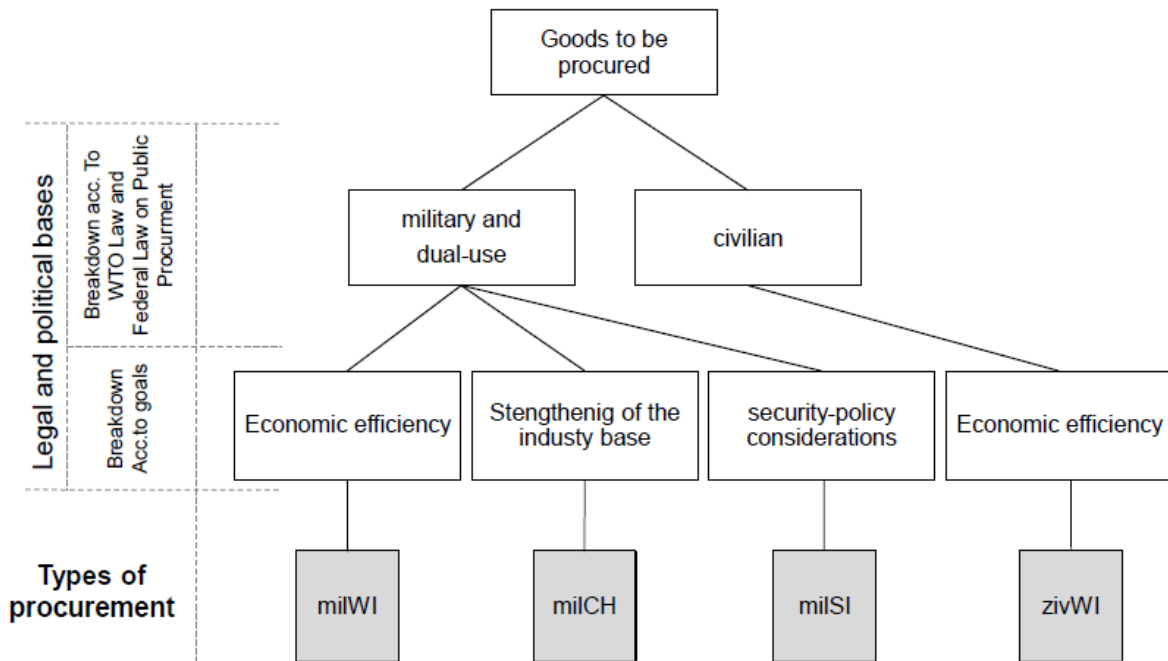 Goods to be
procured
Legal and political bases
Breakdown acc. To
WTO Law and
Federal Law on Public
Procurment
military and
dual-use
civilian
Breakdown
Acc.to goals
Economic efficiency
Stengthenig of the
industy base
security-policy
considerations
Economic efficiency
Types of
procurement
milWI
milCH
milSI
zivWI